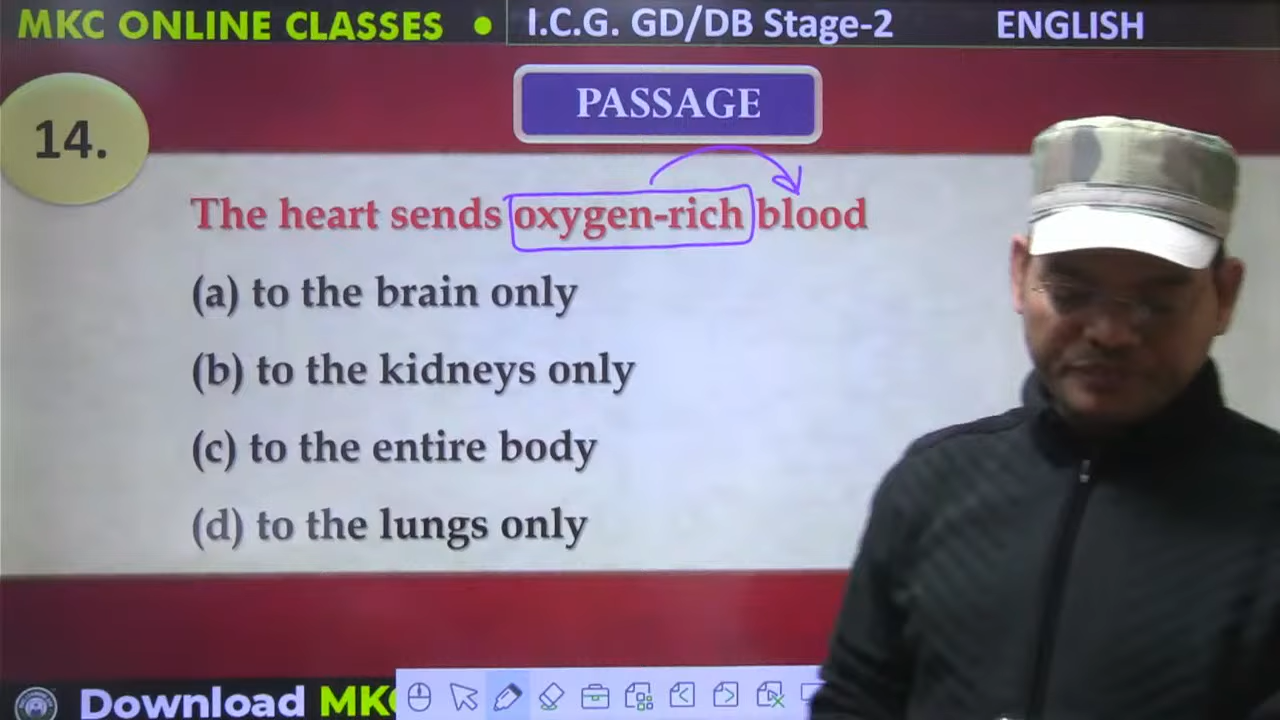 MKC ONLINE CLASSES • I.C.G. GD/DB Stage-2 ENGLISH
PASSAGE
14.
The heart sends oxygen-rich blood
(a) to the brain only
(b) to the kidneys only
(c) to the entire body
(d) to the lungs only
Download MKC